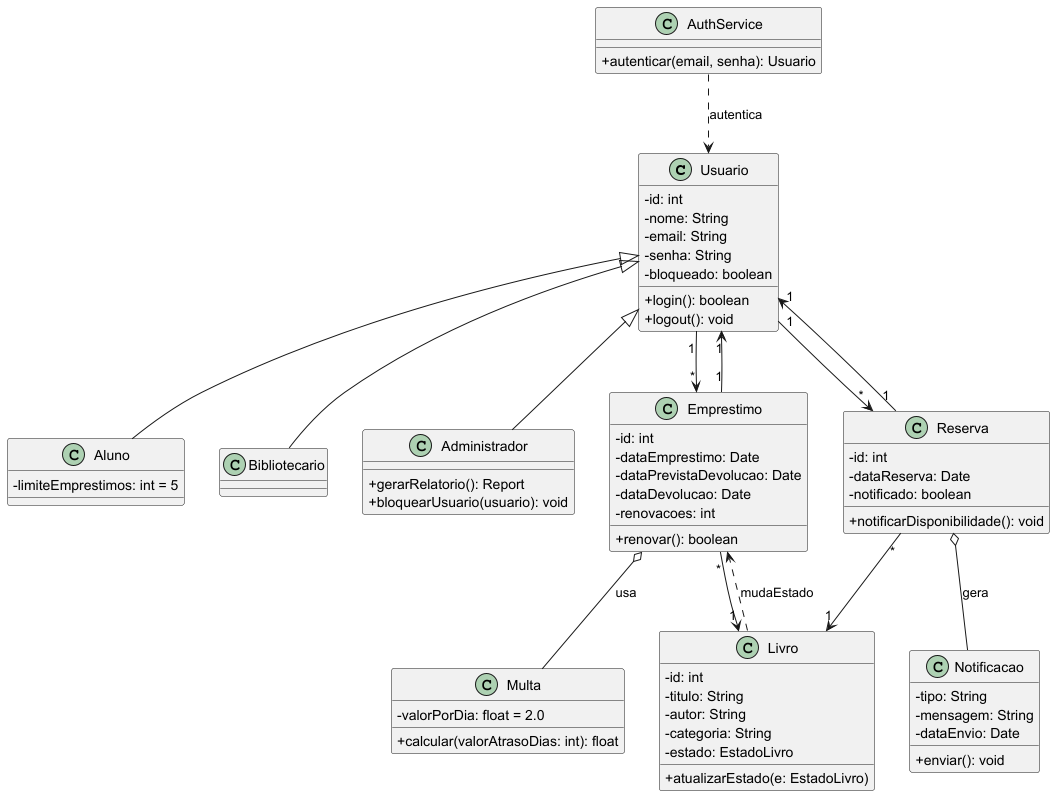 C AuthService
+autenticar(email, senha): Usuario
autentica
C Usuario
-id: int
-nome: String
-email: String
-senha: String
-bloqueado: boolean
+login(): boolean
+logout(): void
1
1
1
1
*
1
*
1
C Aluno
-limiteEmprestimos: int = 5
C Bibliotecario
C Administrador
+gerarRelatorio(): Report
+bloquearUsuario(usuario): void
C Emprestimo
-id: int
-dataEmprestimo: Date
-dataPrevistaDevolucao: Date
-dataDevolucao: Date
-renovacoes: int
+renovar(): boolean
C Reserva
-id: int
-dataReserva: Date
-notificado: boolean
+notificarDisponibilidade(): void
usa
*
mudaEstado
1
*
1
gera
C Multa
-valorPorDia: float = 2.0
+calcular(valorAtrasoDias: int): float
C Livro
-id: int
-titulo: String
-autor: String
-categoria: String
-estado: EstadoLivro
+atualizarEstado(e: EstadoLivro)
C Notificacao
-tipo: String
-mensagem: String
-dataEnvio: Date
+enviar(): void